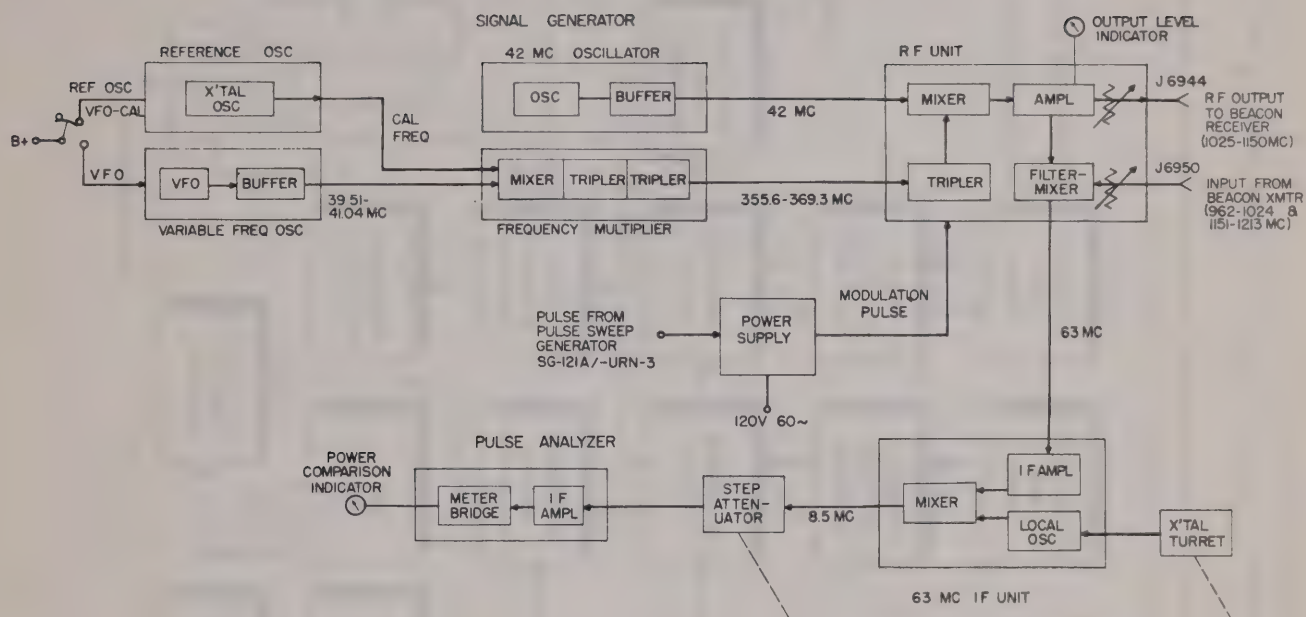 SIGNAL GENERATOR
OUTPUT LEVEL
INDICATOR
REFERENCE OSC
42 MC OSCILLATOR
RF UNIT
X'TAL
OSC
OSC
BUFFER
MIXER
AMPL
J 6944
REF OSC
VFO-CAL
42 MC
RF OUTPUT
TO BEACON
RECEIVER
(1025-1150MC)
CAL
FREQ
B+
VFO
VFO
BUFFER
MIXER
TRIPLER
TRIPLER
TRIPLER
FILTER-
MIXER
J6950
39.51-
41.04 MC
355.6-369.3 MC
INPUT FROM
BEACON XMTR
(962-1024 &
1151-1213 MC)
VARIABLE FREQ OSC
FREQUENCY MULTIPLIER
MODULATION
PULSE
PULSE FROM
PULSE SWEEP
GENERATOR
SG-121A/-URN-3
POWER
SUPPLY
63 MC
120V 60~
PULSE ANALYZER
POWER
COMPARISON
INDICATOR
METER
BRIDGE
I F
AMPL
STEP
ATTEN-
UATOR
8.5 MC
MIXER
I F AMPL
LOCAL
OSC
X'TAL
TURRET
63 MC IF UNIT